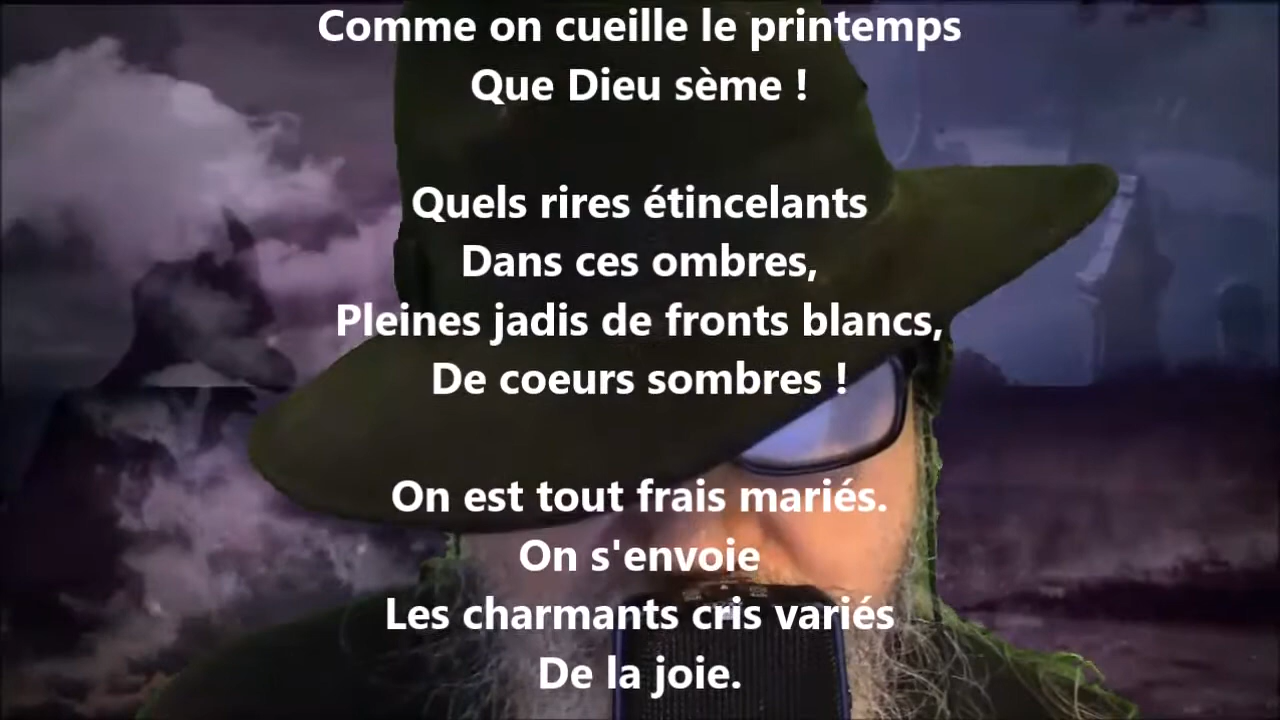 Comme on cueille le printemps
Que Dieu sème !
Quels rires étincelants
Dans ces ombres,
Pleines jadis de fronts blancs,
De coeurs sombres !
On est tout frais mariés.
On s'envoie
Les charmants cris variés
De la joie.